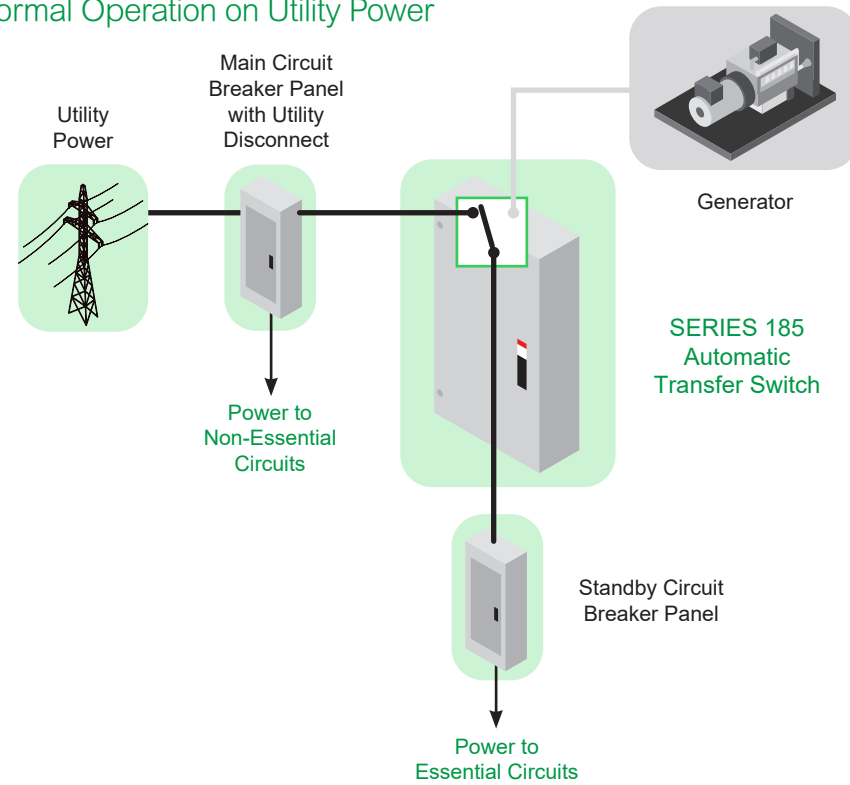 ormal Operation on Utility Power
Main Circuit
Breaker Panel
with Utility
Disconnect
Utility
Power
Generator
SERIES 185
Automatic
Transfer Switch
Power to
Non-Essential
Circuits
Standby Circuit
Breaker Panel
Power to
Essential Circuits